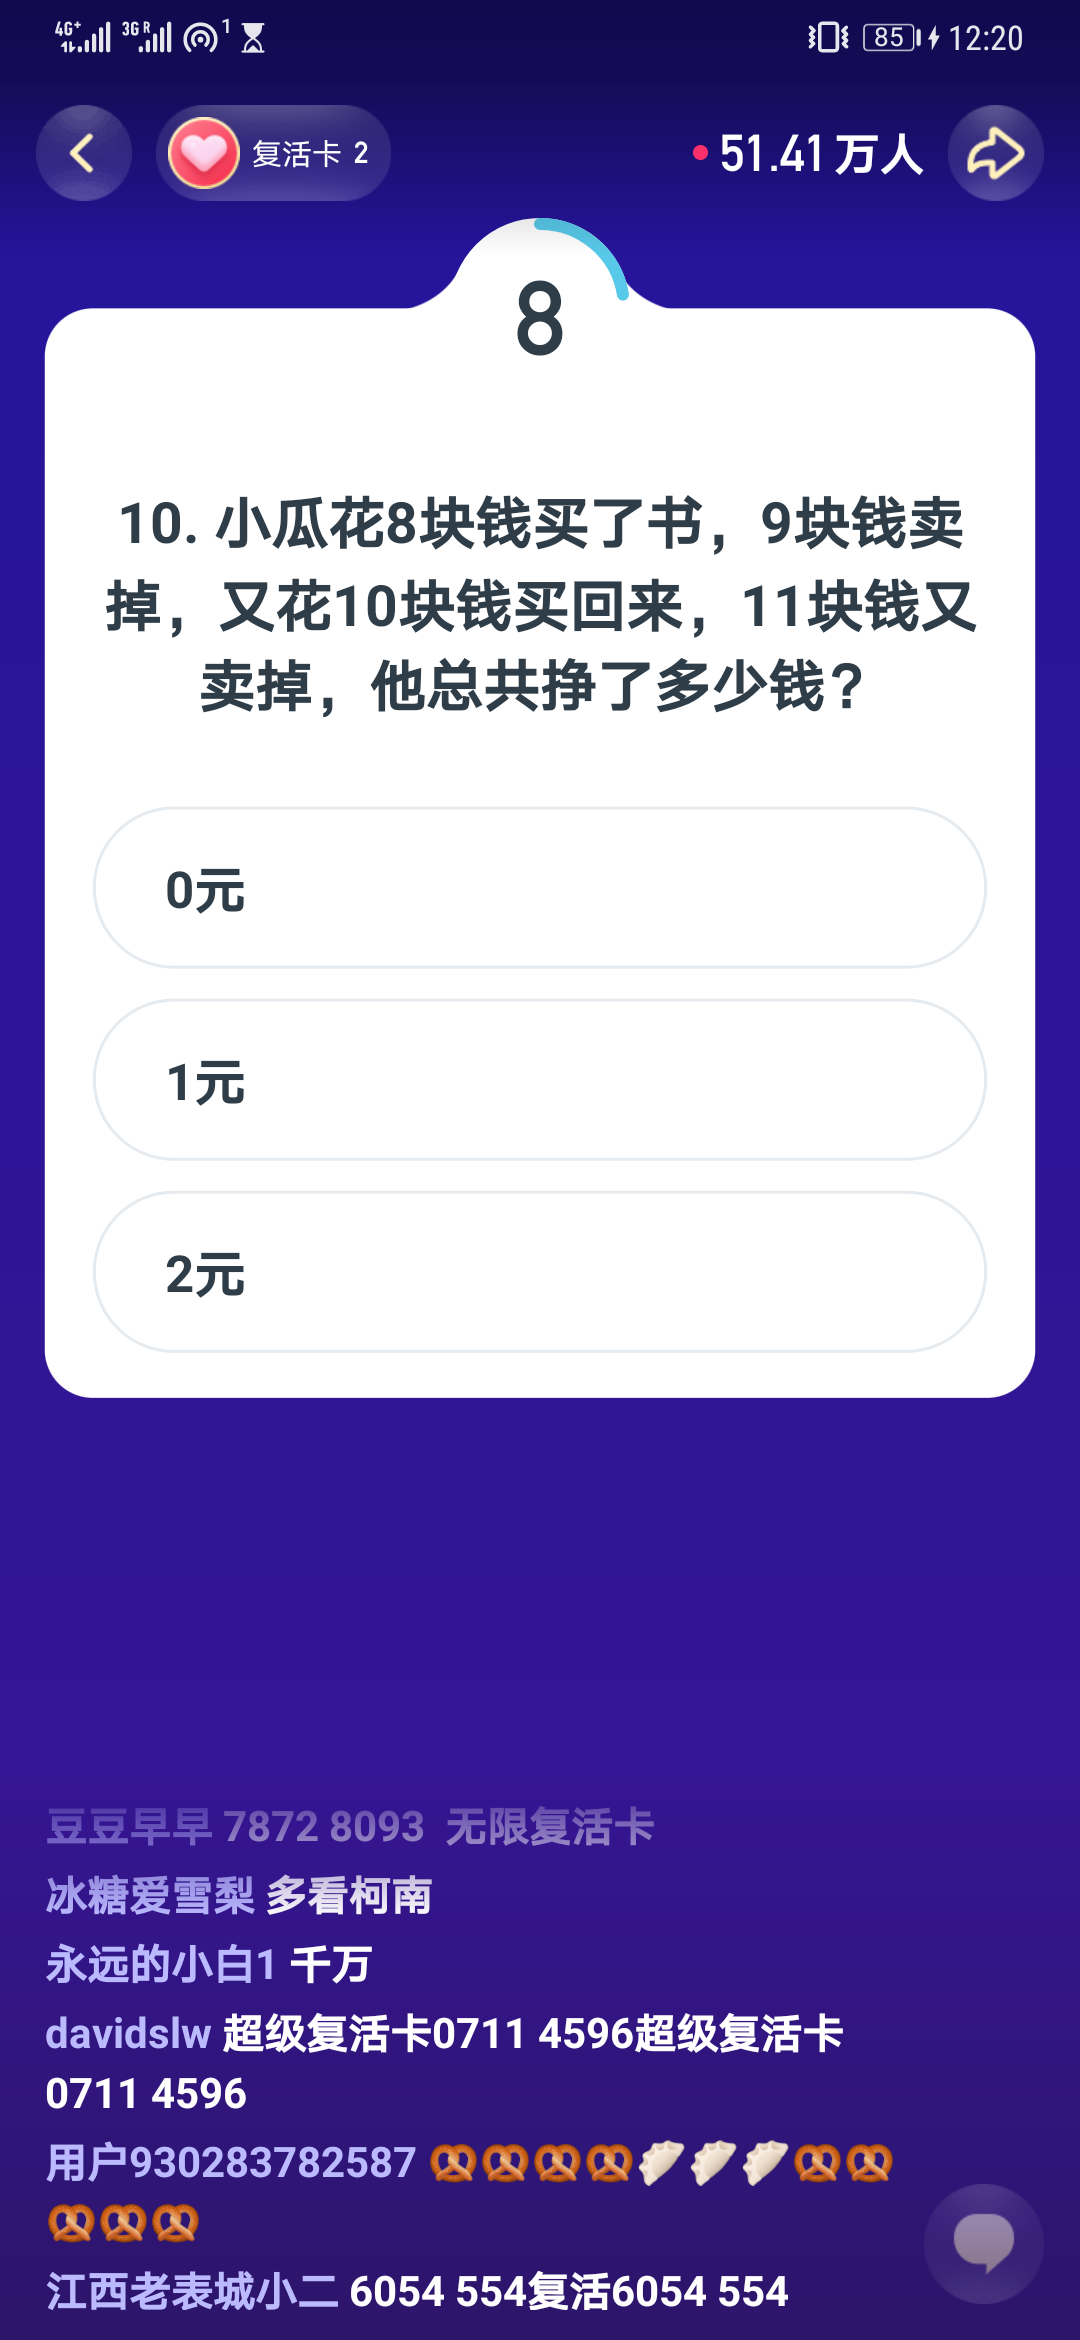 4G+ 3G R 1 85 12:20
复活卡 2 51.41 万人
8
10. 小瓜花8块钱买了书，9块钱卖
掉，又花10块钱买回来，11块钱又
卖掉，他总共挣了多少钱？
0元
1元
2元
豆豆早早 7872 8093 无限复活卡
冰糖爱雪梨 多看柯南
永远的小白1 千万
davidslw 超级复活卡0711 4596超级复活卡
0711 4596
用户930283782587
江西老表城小二 6054 554复活6054 554